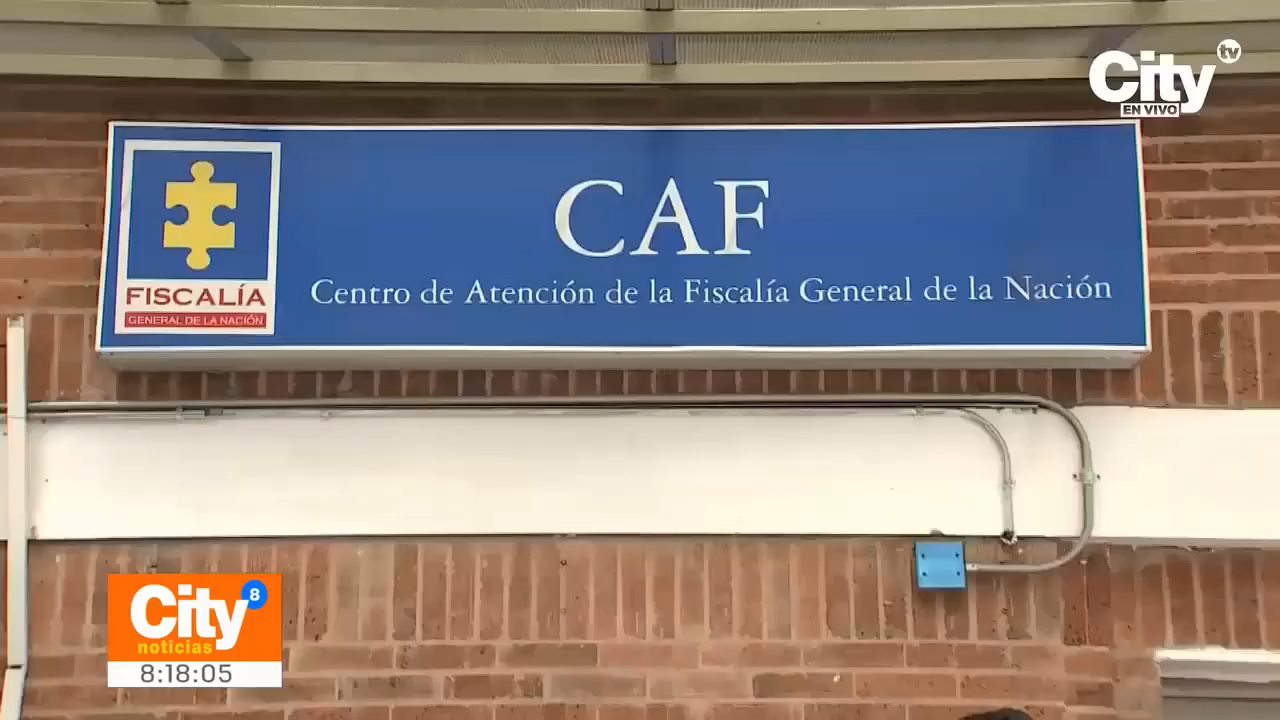 City tv
EN VIVO
CAF
Centro de Atención de la Fiscalía General de la Nación
FISCALÍA
GENERAL DE LA NACIÓN
City 8
noticias
8:18:05